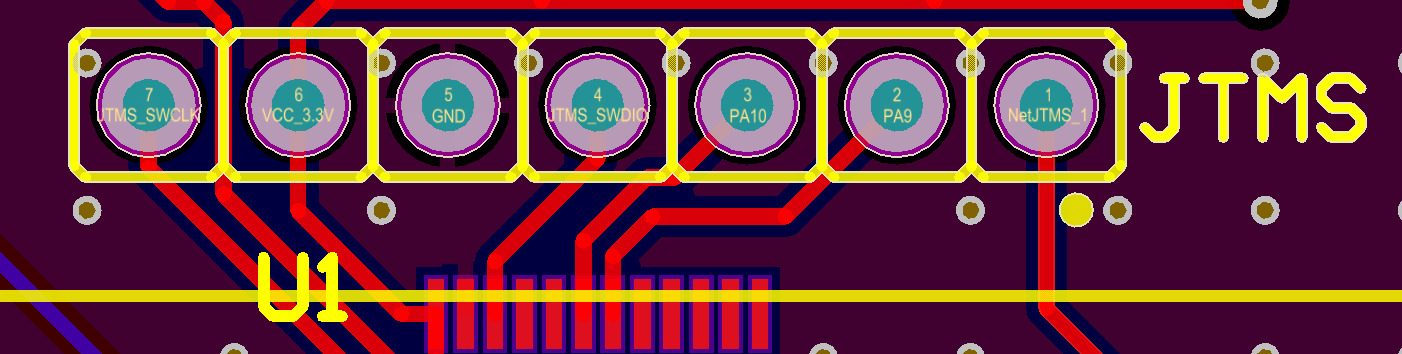 7 6 5 4 3 2 1
JTMS_SWCLK VCC_3.3V GND JTMS_SWDIO PA10 PA9 NetJTMS_1
JTMS
U1